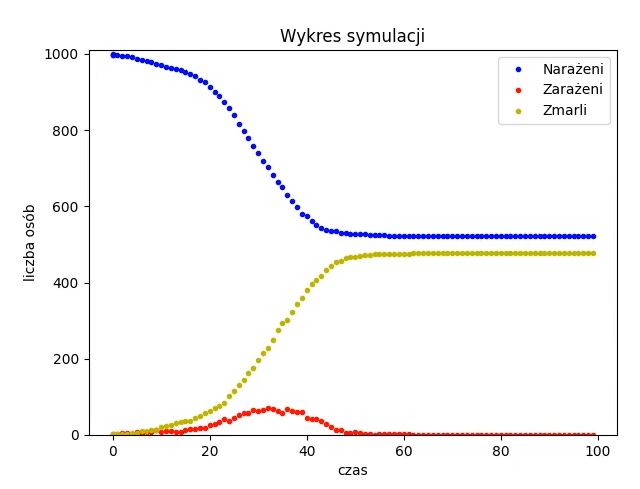 Wykres symulacji
1000
800
600
400
200
0
liczba osób
Narażeni
Zarażeni
Zmarli
0 20 40 60 80 100
czas